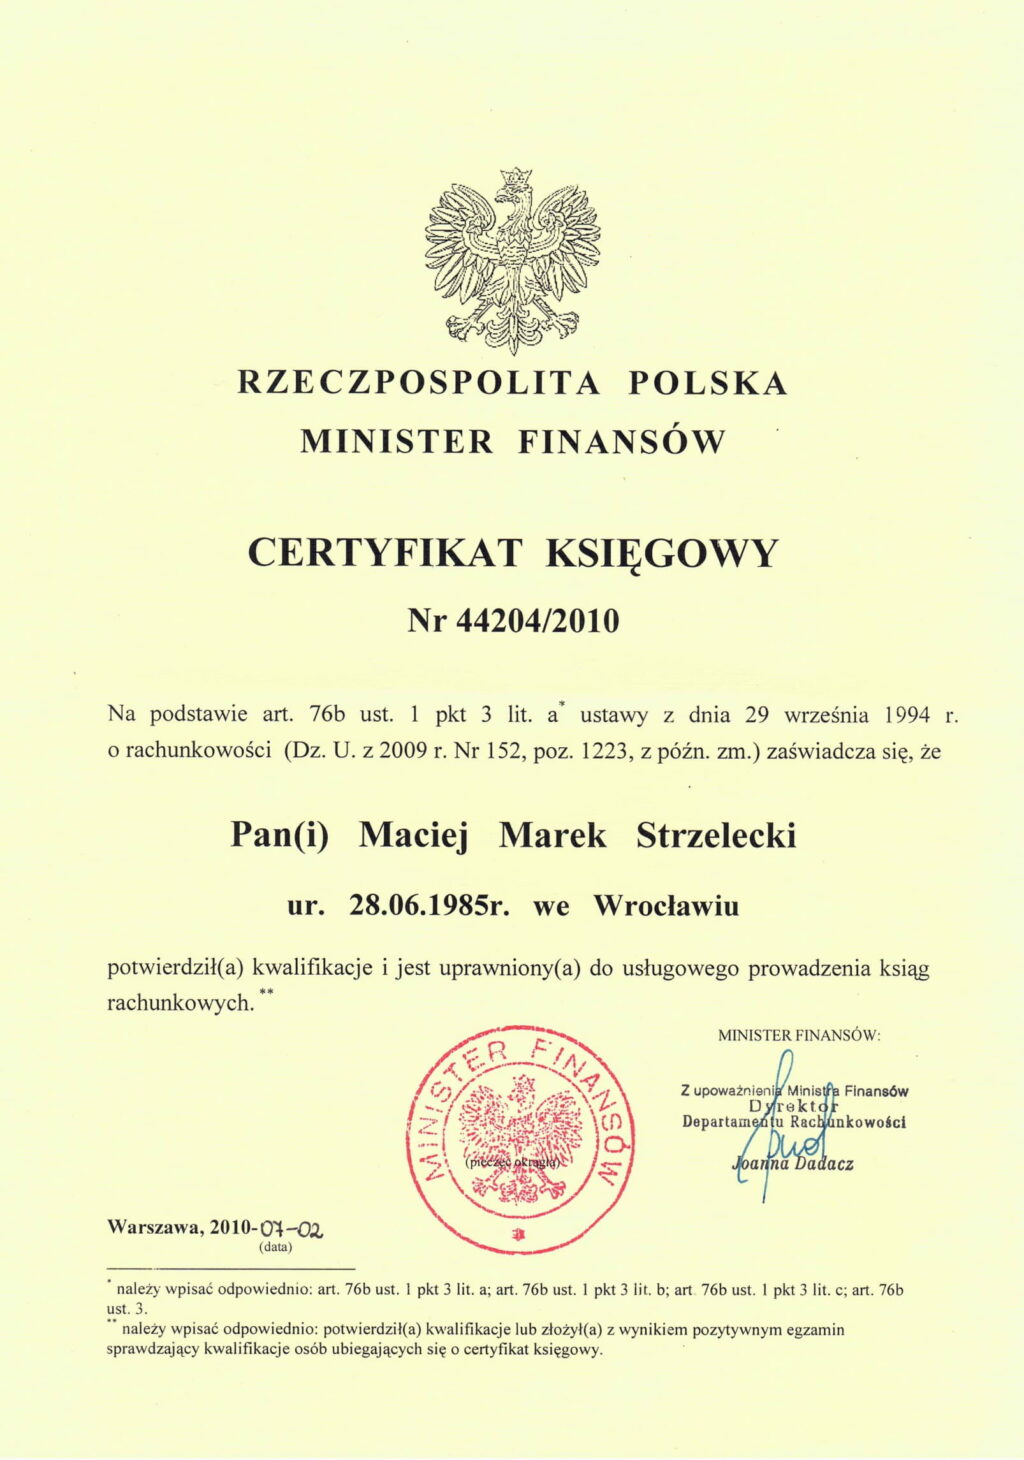 RZECZPOSPOLITA POLSKA
MINISTER FINANSÓW
CERTYFIKAT KSIĘGOWY
Nr 44204/2010
Na podstawie art. 76b ust. 1 pkt 3 lit. a* ustawy z dnia 29 września 1994 r.
o rachunkowości (Dz. U. z 2009 r. Nr 152, poz. 1223, z późn. zm.) zaświadcza się, że
Pan(i) Maciej Marek Strzelecki
ur. 28.06.1985r. we Wrocławiu
potwierdził(a) kwalifikacje i jest uprawniony(a) do usługowego prowadzenia ksiąg
rachunkowych.**
MINISTER FINANSÓW:
Z upoważnienia Ministra Finansów
Dyrektor
Departamentu Rachunkowości
Joanna Dadacz
MINISTER FINANSÓW
(pieczęć okrągła)
Warszawa, 2010-07-02
(data)
* należy wpisać odpowiednio: art. 76b ust. 1 pkt 3 lit. a; art. 76b ust. 1 pkt 3 lit. b; art. 76b ust. 1 pkt 3 lit. c; art. 76b
ust. 3.
** należy wpisać odpowiednio: potwierdził(a) kwalifikacje lub złożył(a) z wynikiem pozytywnym egzamin
sprawdzający kwalifikacje osób ubiegających się o certyfikat księgowy.